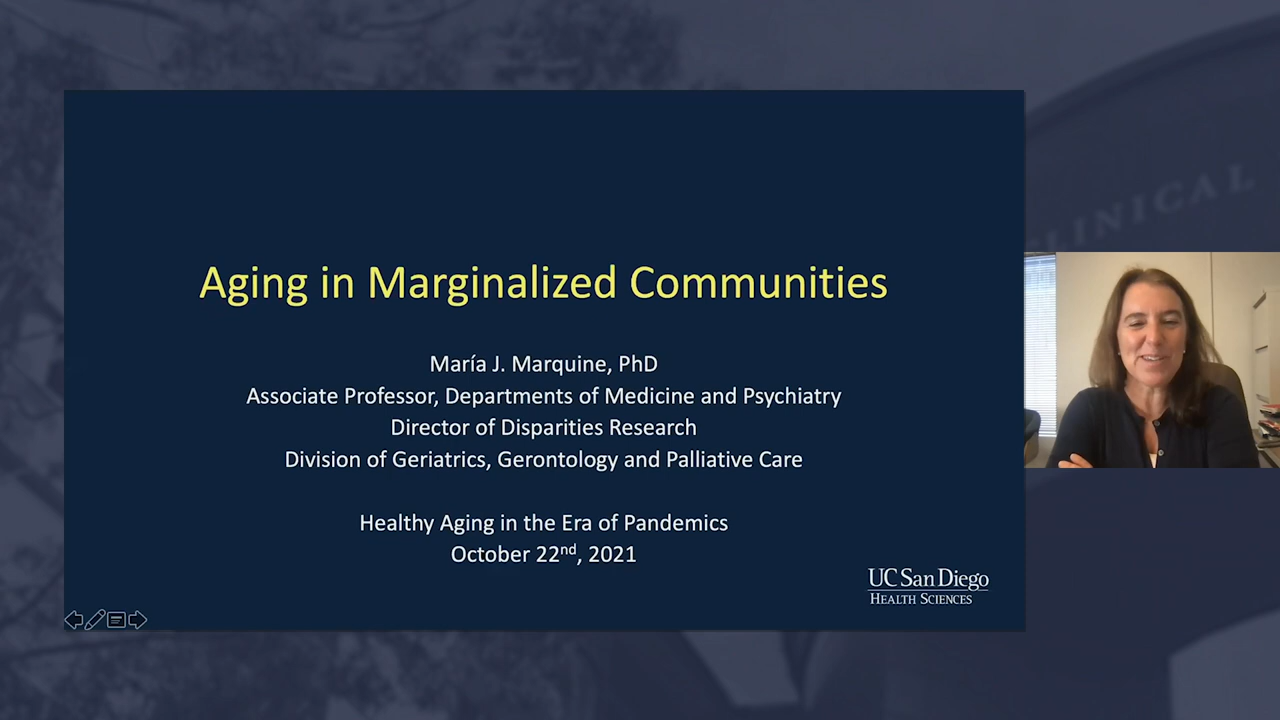 Aging in Marginalized Communities
María J. Marquine, PhD
Associate Professor, Departments of Medicine and Psychiatry
Director of Disparities Research
Division of Geriatrics, Gerontology and Palliative Care
Healthy Aging in the Era of Pandemics
October 22nd, 2021
UC San Diego
HEALTH SCIENCES
CLINICAL